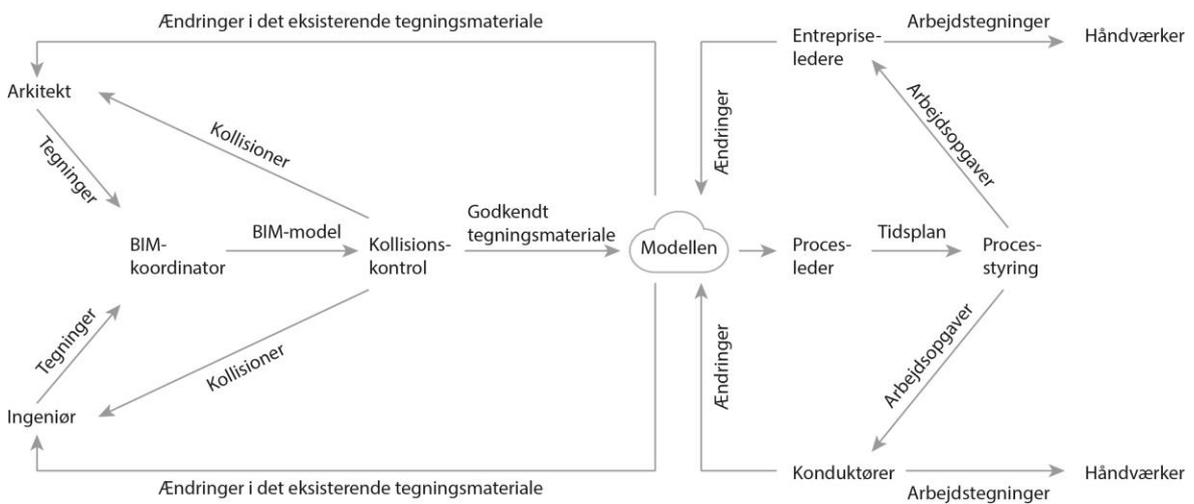 Ændringer i det eksisterende tegningsmateriale
Arkitekt
Tegninger
Kollisioner
BIM-
koordinator
BIM-model
Kollisions-
kontrol
Godkendt
tegningsmateriale
Modellen
Tegninger
Kollisioner
Ingeniør
Ændringer i det eksisterende tegningsmateriale
Entreprise-
ledere
Arbejdstegninger
Håndværker
Ændringer
Arbejdsopgaver
Proces-
leder
Tidsplan
Proces-
styring
Ændringer
Arbejdsopgaver
Konduktører
Arbejdstegninger
Håndværker